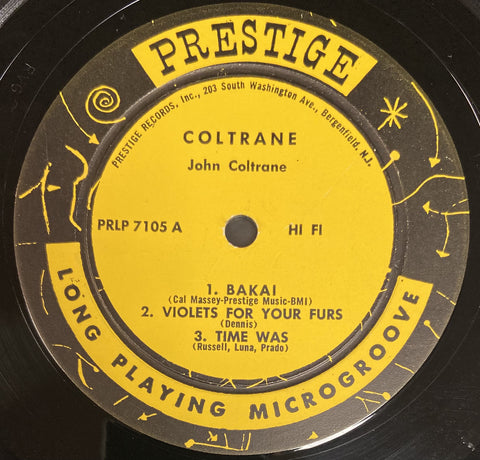 PRESTIGE
PRESTIGE RECORDS, Inc., 203 South Washington Ave., Bergenfield, N.J.
COLTRANE
John Coltrane
PRLP 7105 A
HI FI
1. BAKAI
(Cal Massey-Prestige Music-BMI)
2. VIOLETS FOR YOUR FURS
(Dennis)
3. TIME WAS
(Russell, Luna, Prado)
LONG PLAYING MICROGROOVE